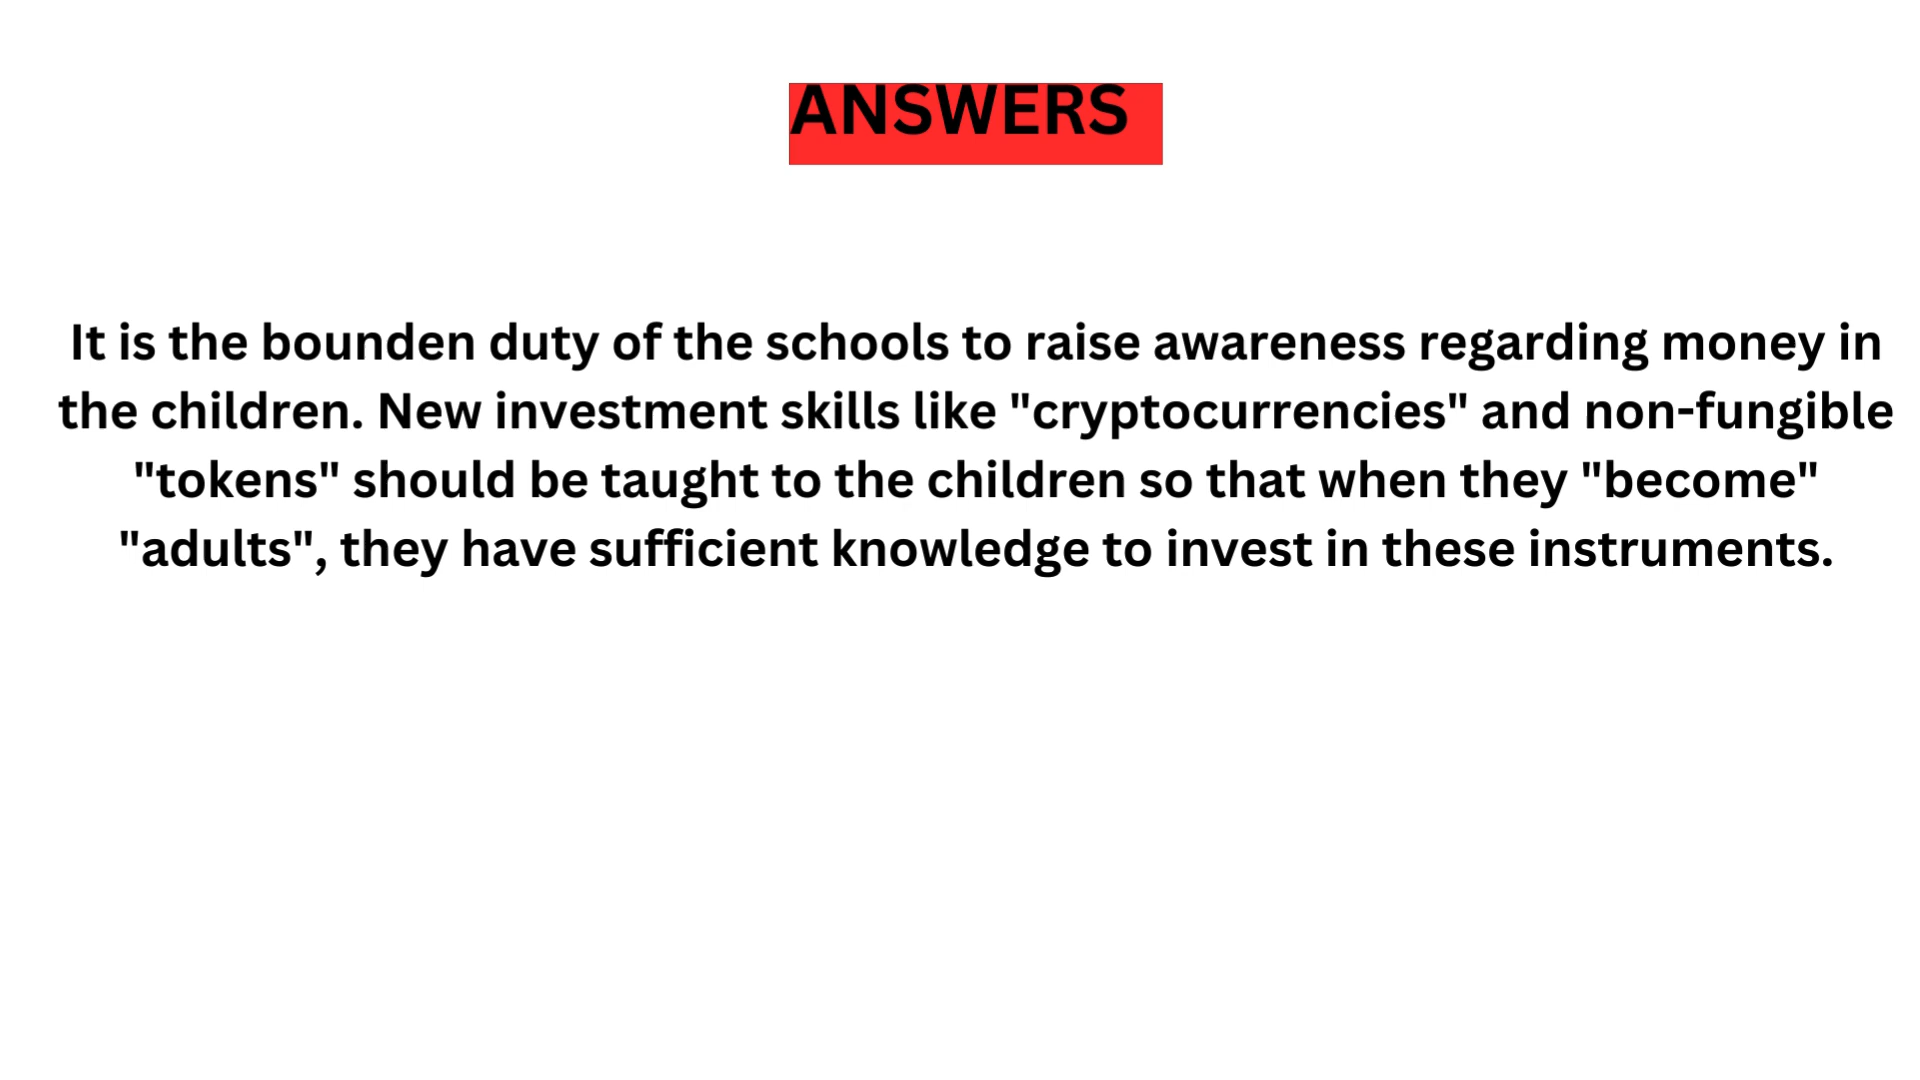 ANSWERS
It is the bounden duty of the schools to raise awareness regarding money in
the children. New investment skills like "cryptocurrencies" and non-fungible
"tokens" should be taught to the children so that when they "become"
"adults", they have sufficient knowledge to invest in these instruments.